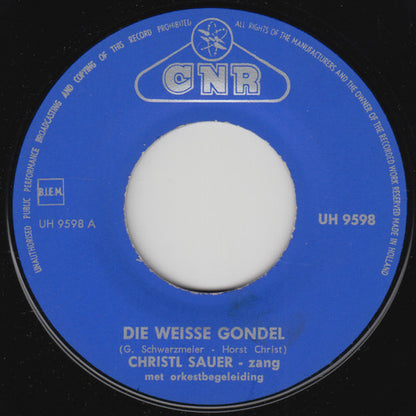 UNAUTHORISED PUBLIC PERFORMANCE BROADCASTING AND COPYING OF THIS RECORD PROHIBITED ALL RIGHTS OF THE MANUFACTURERS AND THE OWNER OF THE RECORDED WORK RESERVED MADE IN HOLLAND
CNR
B.I.E.M.
UH 9598 A
UH 9598
DIE WEISSE GONDEL
(G. Schwarzmeier - Horst Christ)
CHRISTL SAUER - zang
met orkestbegeleiding